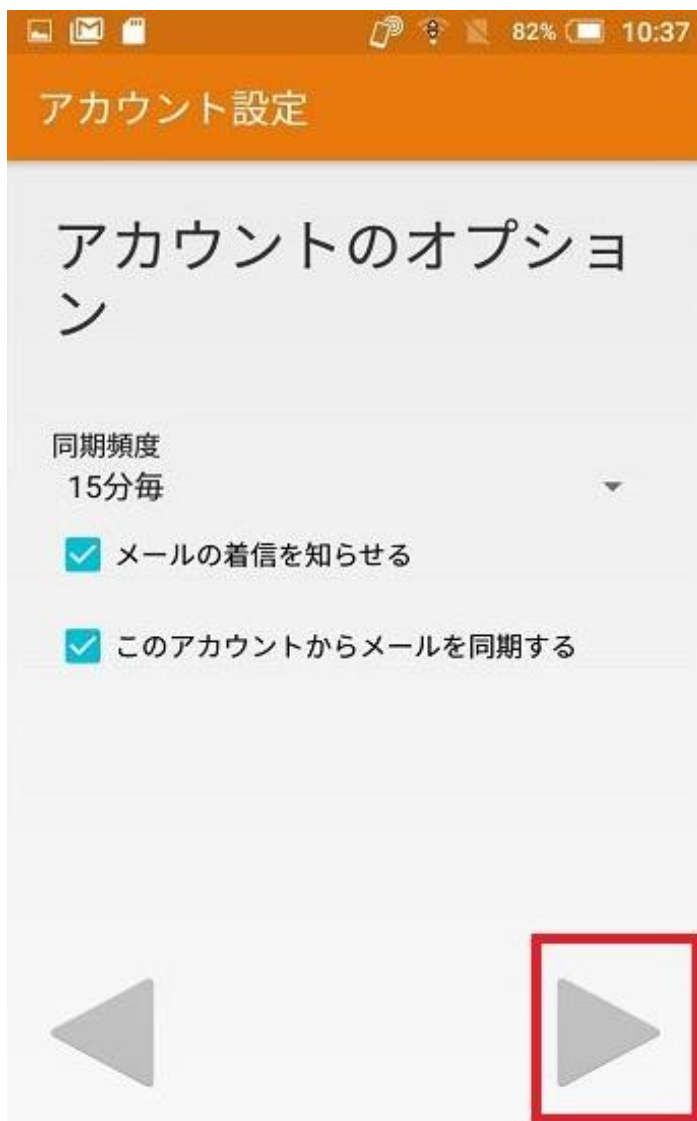 82% 10:37
アカウント設定
アカウントのオプショ
ン
同期頻度
15分毎
メールの着信を知らせる
このアカウントからメールを同期する